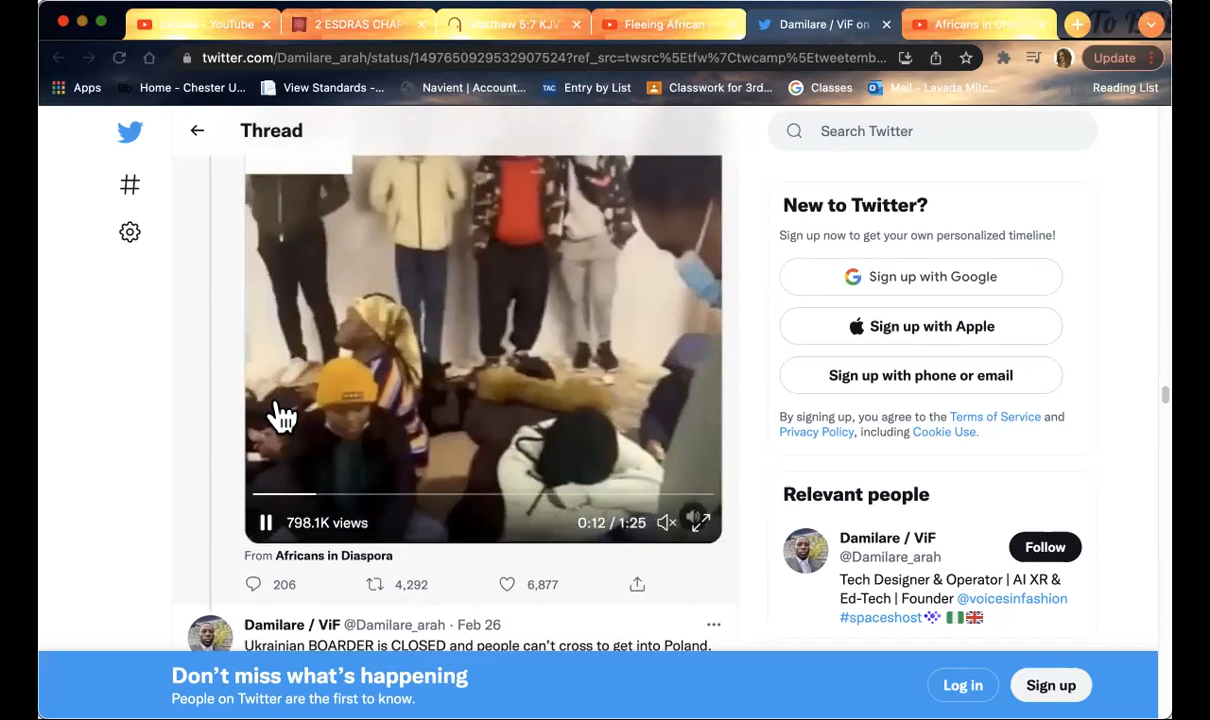 YouTube
2 ESDRAS CHAP
Matthew 5:7 KJV
Fleeing African
Damilare / ViF on
Africans in
To
twitter.com/Damilare_arah/status/1497650929532907524?ref_src=twsrc%5Etfw%7Ctwcamp%5Etweetemb...
Update
Apps
Home - Chester U...
View Standards -...
Navient | Account...
TAC Entry by List
Classwork for 3rd...
Classes
Mail - Lavada Mitc...
Reading List
Thread
Search Twitter
New to Twitter?
Sign up now to get your own personalized timeline!
Sign up with Google
Sign up with Apple
Sign up with phone or email
By signing up, you agree to the Terms of Service and
Privacy Policy, including Cookie Use.
Relevant people
Damilare / ViF
@Damilare_arah
Follow
Tech Designer & Operator | AI XR &
Ed-Tech | Founder @voicesinfashion
#spaceshost
798.1K views
0:12 / 1:25
From Africans in Diaspora
206
4,292
6,877
Damilare / ViF @Damilare_arah · Feb 26
Ukrainian BOARDER is CLOSED and people can't cross to get into Poland.
Don't miss what's happening
People on Twitter are the first to know.
Log in
Sign up